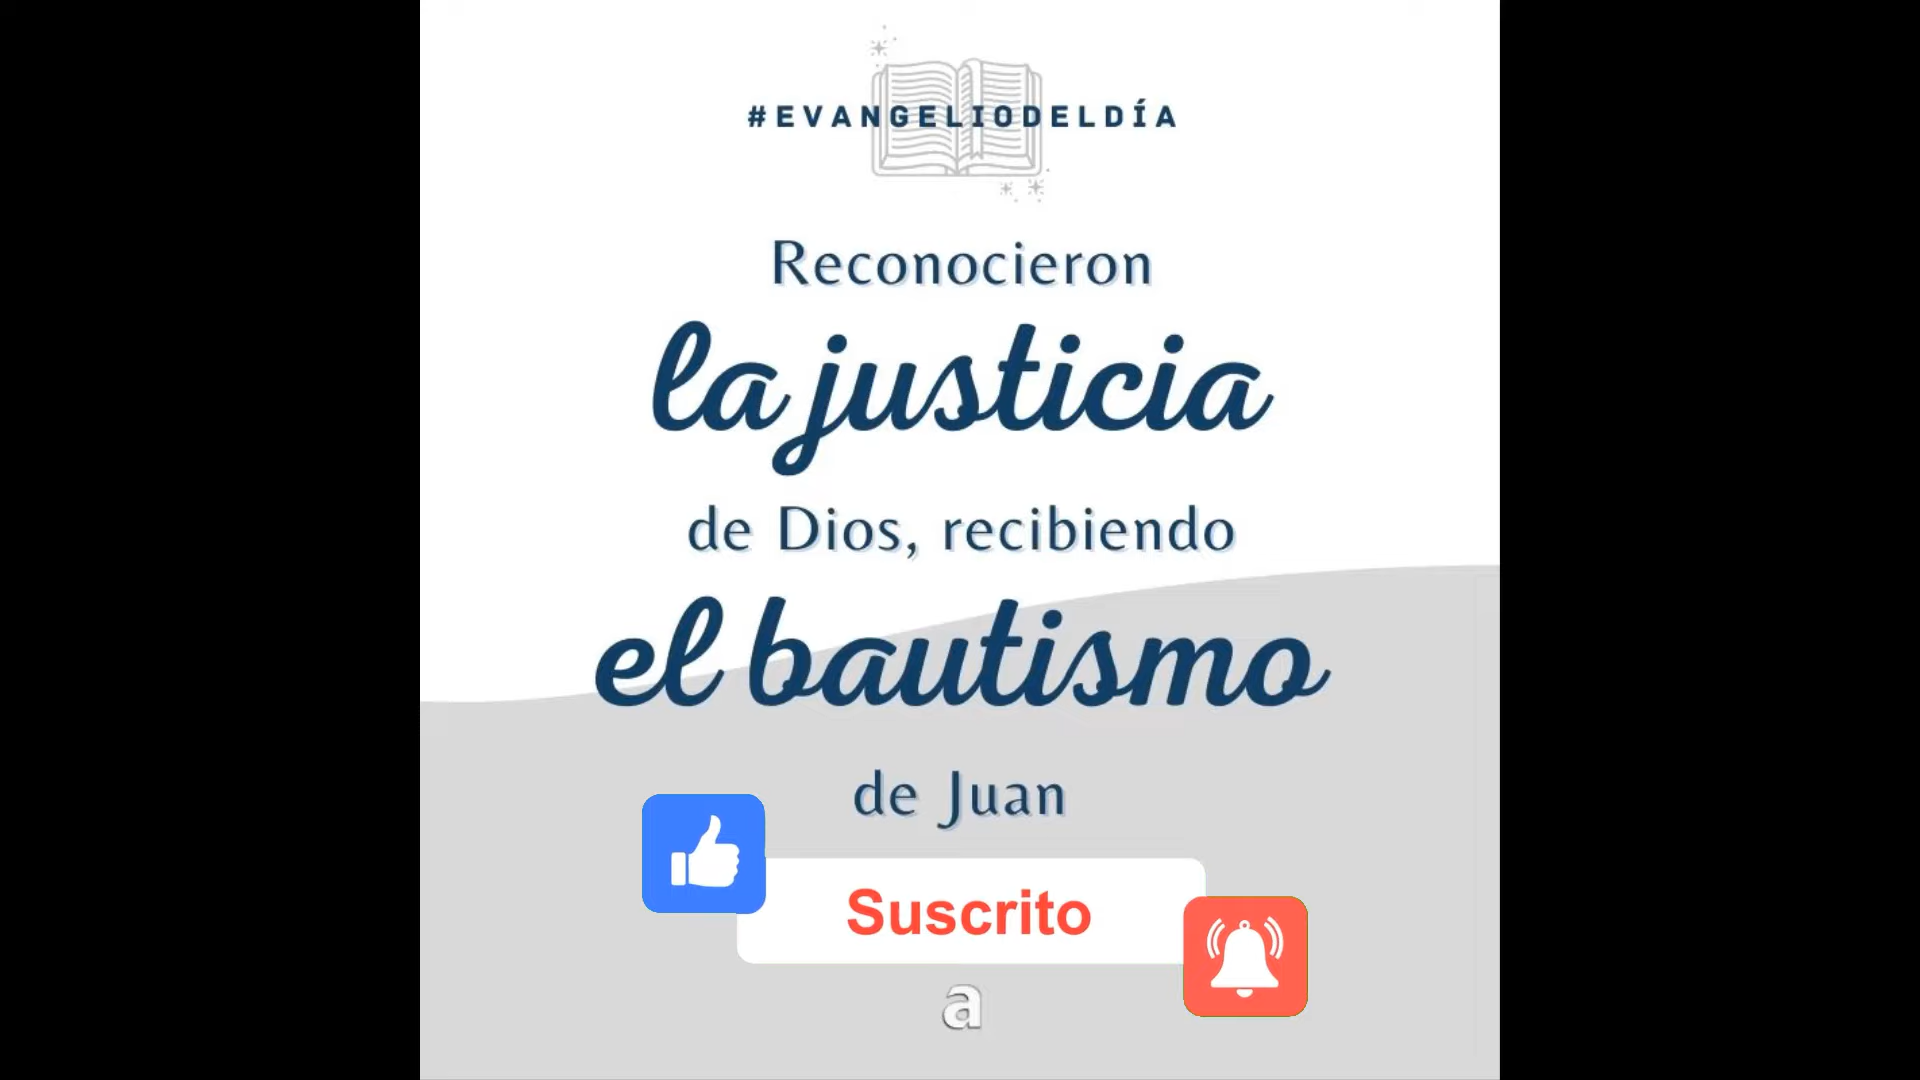 #EVANGELIODELDÍA
Reconocieron
la justicia
de Dios, recibiendo
el bautismo
de Juan
Suscrito
a